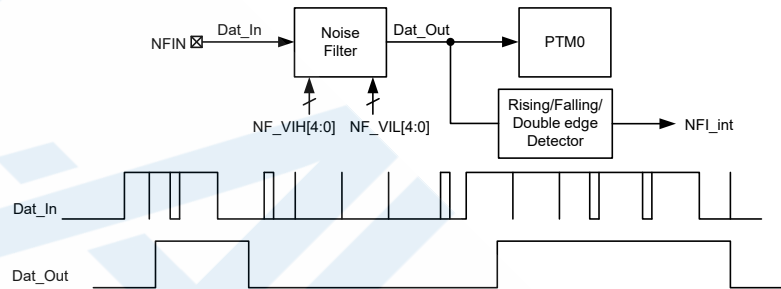 NFIN
Dat_In
Noise
Filter
Dat_Out
PTM0
NF_VIH[4:0]
NF_VIL[4:0]
Rising/Falling/
Double edge
Detector
NFI_int
Dat_In
Dat_Out